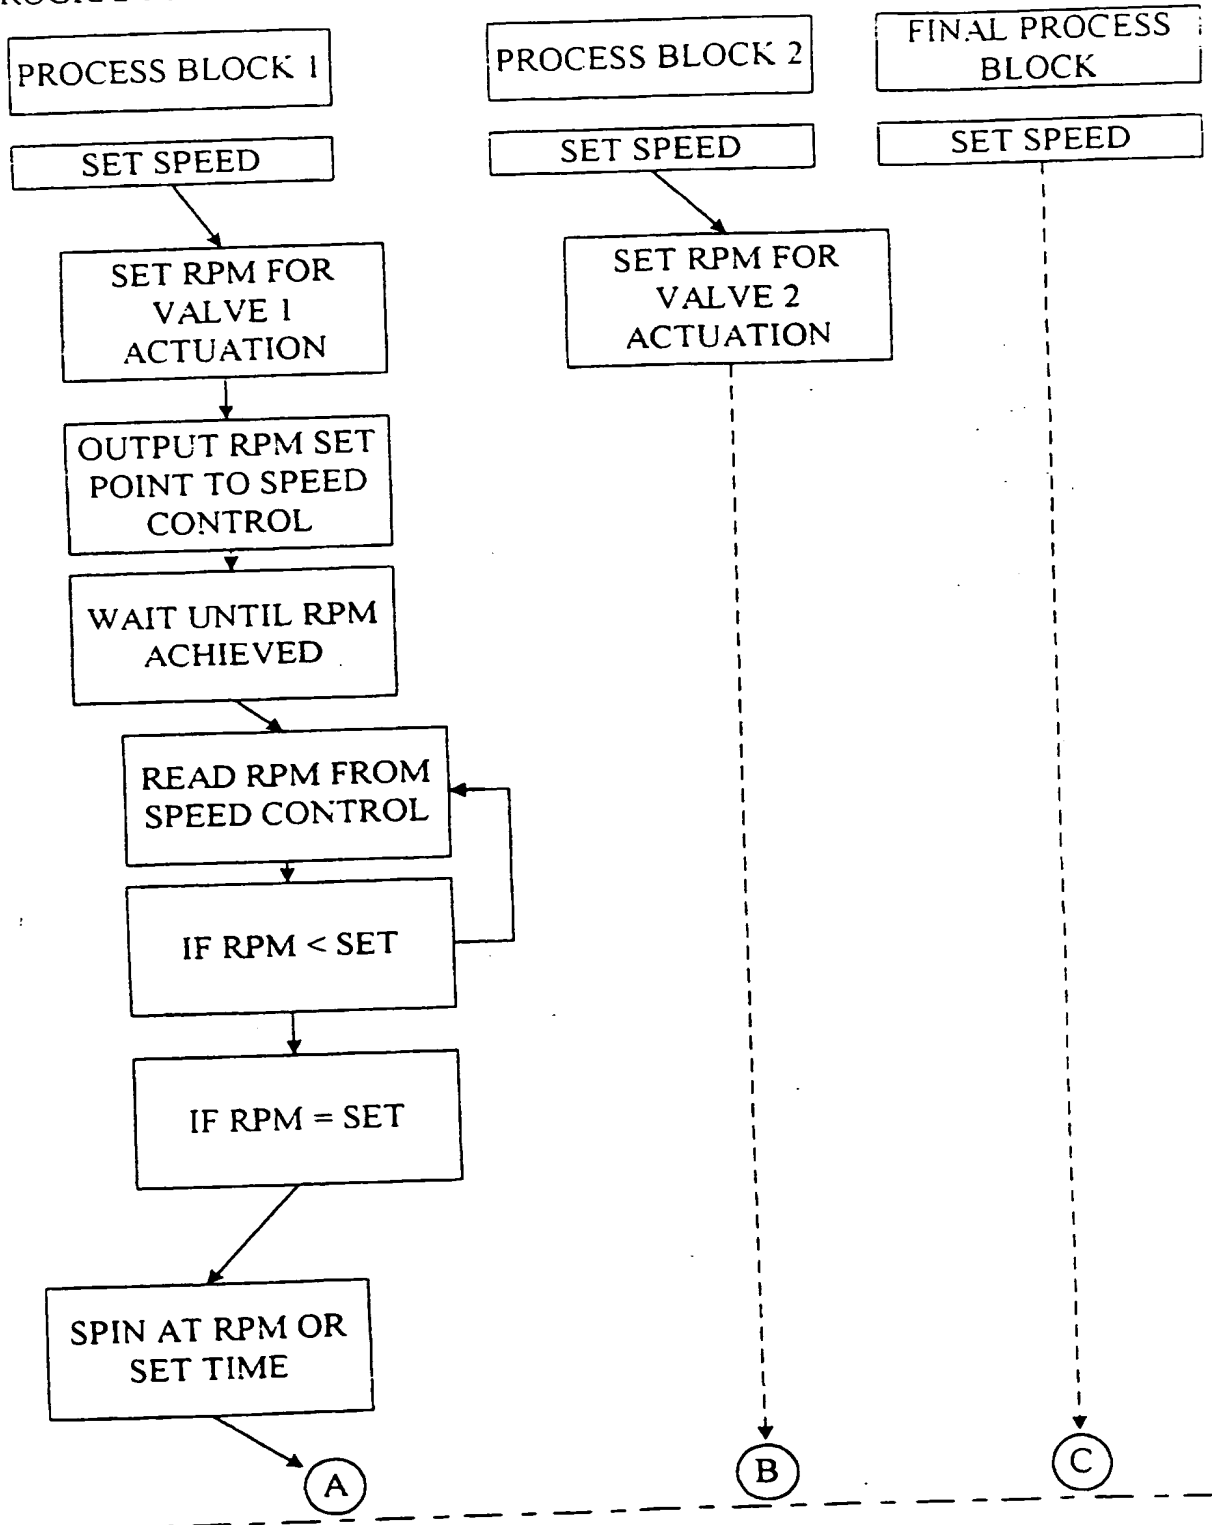 PROCESS BLOCK 1
SET SPEED
SET RPM FOR
VALVE 1
ACTUATION
OUTPUT RPM SET
POINT TO SPEED
CONTROL
WAIT UNTIL RPM
ACHIEVED
READ RPM FROM
SPEED CONTROL
IF RPM < SET
IF RPM = SET
SPIN AT RPM OR
SET TIME
A
PROCESS BLOCK 2
SET SPEED
SET RPM FOR
VALVE 2
ACTUATION
B
FINAL PROCESS
BLOCK
SET SPEED
C